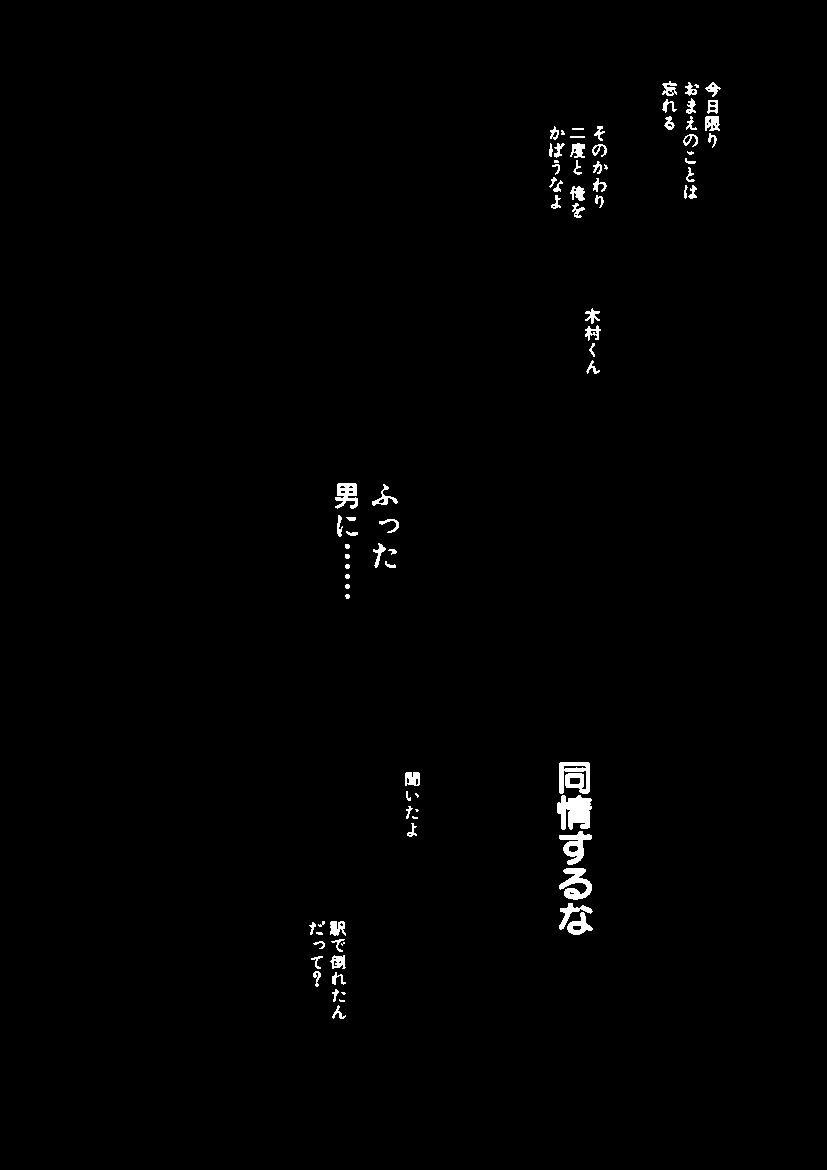 今日限り
おまえのことは
忘れる
そのかわり
二度と 俺を
かばうなよ
木村くん
ふった
男に……
同情するな
聞いたよ
駅で倒れたん
だって?